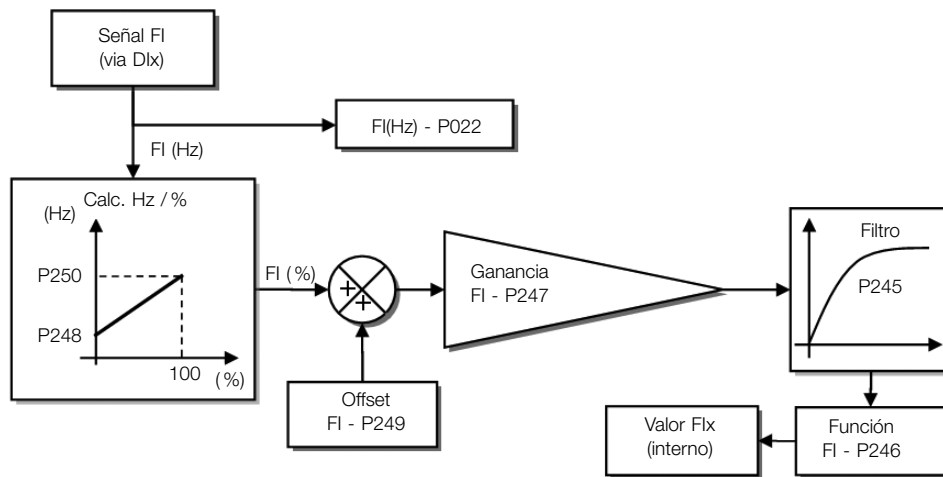 Señal FI
(via DIx)
FI(Hz) - P022
FI (Hz)
Calc. Hz / %
(Hz)
P250
P248
100
(%)
FI (%)
+
+
Offset
FI - P249
Ganancia
FI - P247
Filtro
P245
Función
FI - P246
Valor FIx
(interno)